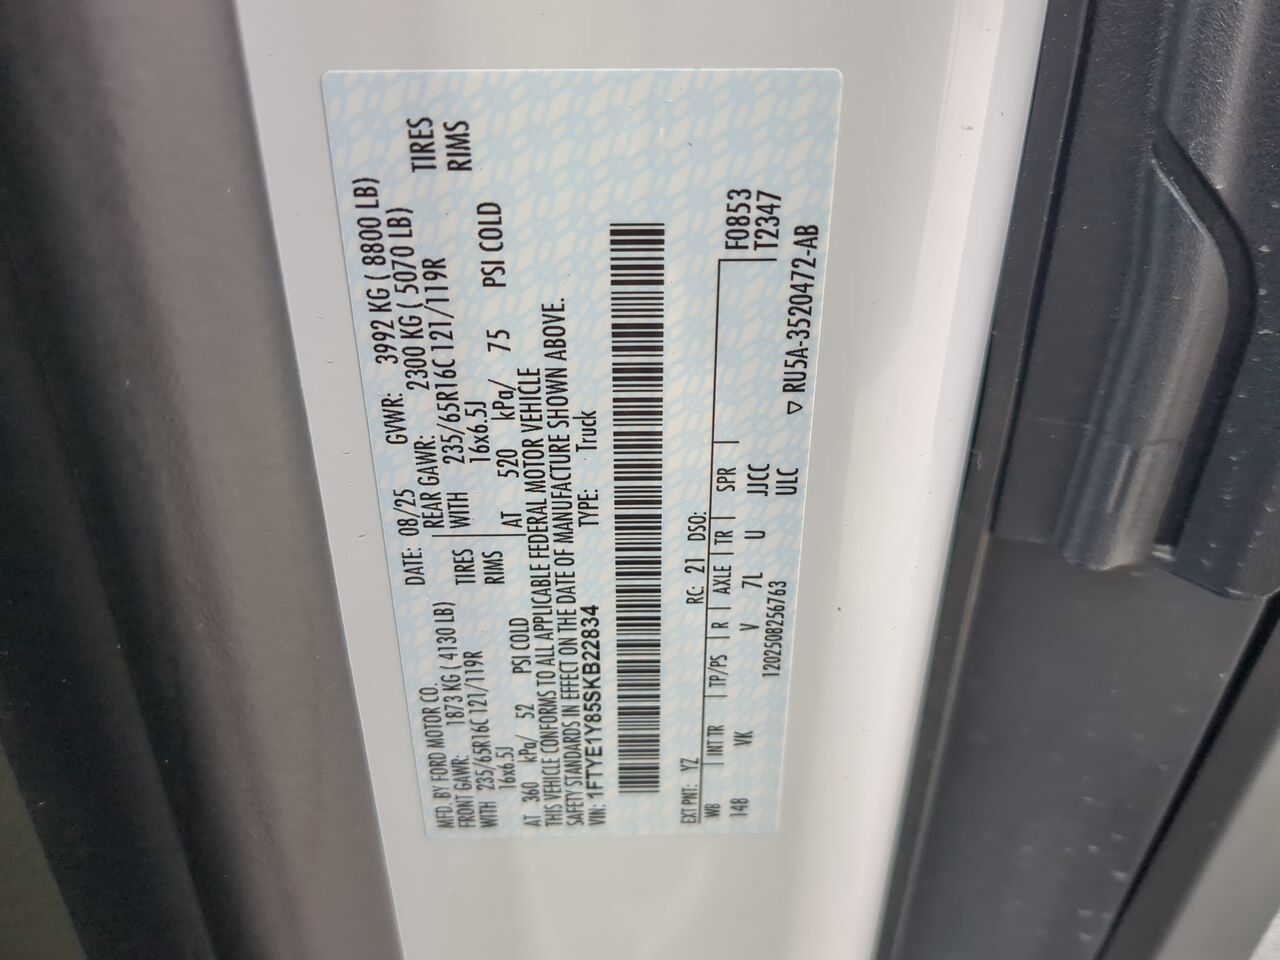 MFD. BY FORD MOTOR CO. DATE: 08/25 GVWR: 3992 KG ( 8800 LB)
FRONT GAWR: 1873 KG ( 4130 LB) REAR GAWR: 2300 KG ( 5070 LB)
WITH 235/65R16C 121/119R TIRES WITH 235/65R16C 121/119R TIRES
16x6.5J RIMS 16x6.5J RIMS
AT 360 kPa/ 52 PSI COLD AT 520 kPa/ 75 PSI COLD
THIS VEHICLE CONFORMS TO ALL APPLICABLE FEDERAL MOTOR VEHICLE
SAFETY STANDARDS IN EFFECT ON THE DATE OF MANUFACTURE SHOWN ABOVE.
VIN: 1FTYE1Y85SKB22834 TYPE: Truck
EXT PNT: YZ RC: 21 DSO:
WB INT TR TP/PS R AXLE TR SPR F0853
148 VK V 7L U JJCC T2347
12025082567​63 ULC
▽ RU5A-3520472-AB